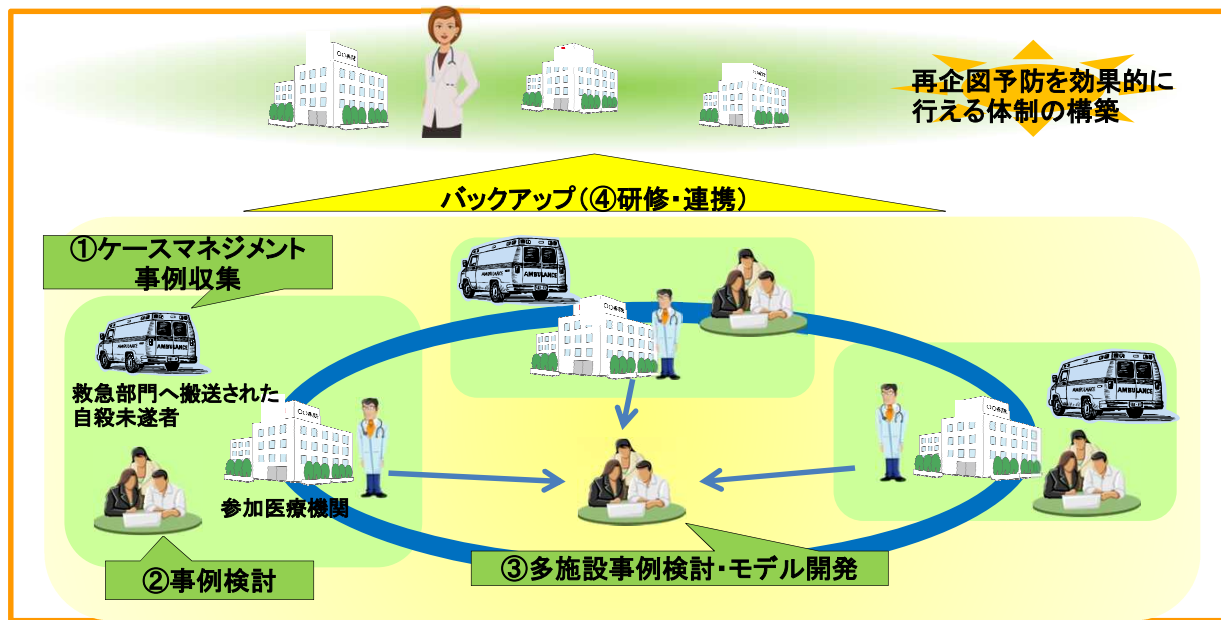 再企図予防を効果的に
行える体制の構築
バックアップ（④研修・連携）
①ケースマネジメント
事例収集
AMBULANCE
AMBULANCE
救急部門へ搬送された
自殺未遂者
AMBULANCE
参加医療機関
②事例検討
③多施設事例検討・モデル開発